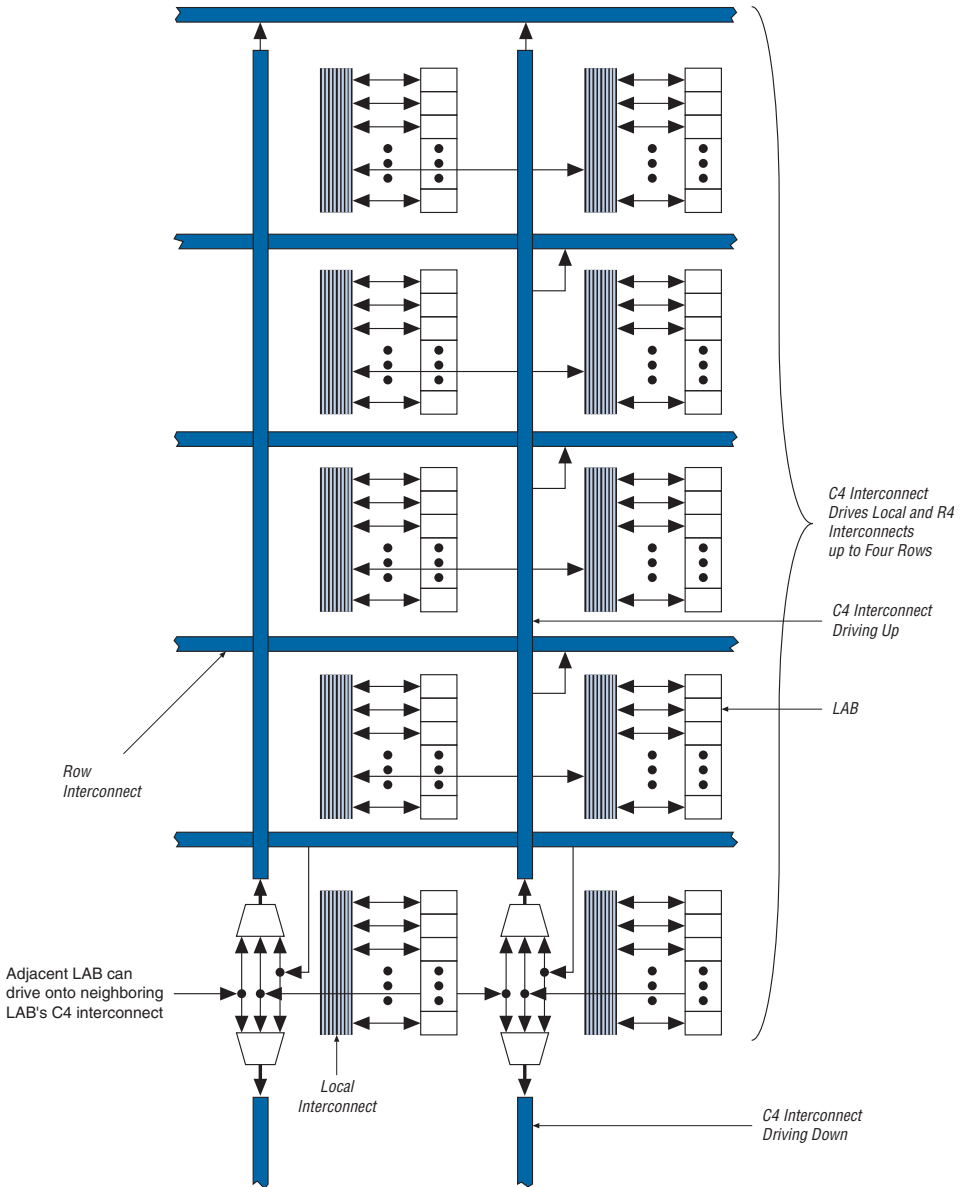 C4 Interconnect
Drives Local and R4
Interconnects
up to Four Rows
C4 Interconnect
Driving Up
LAB
Row
Interconnect
Adjacent LAB can
drive onto neighboring
LAB's C4 interconnect
Local
Interconnect
C4 Interconnect
Driving Down